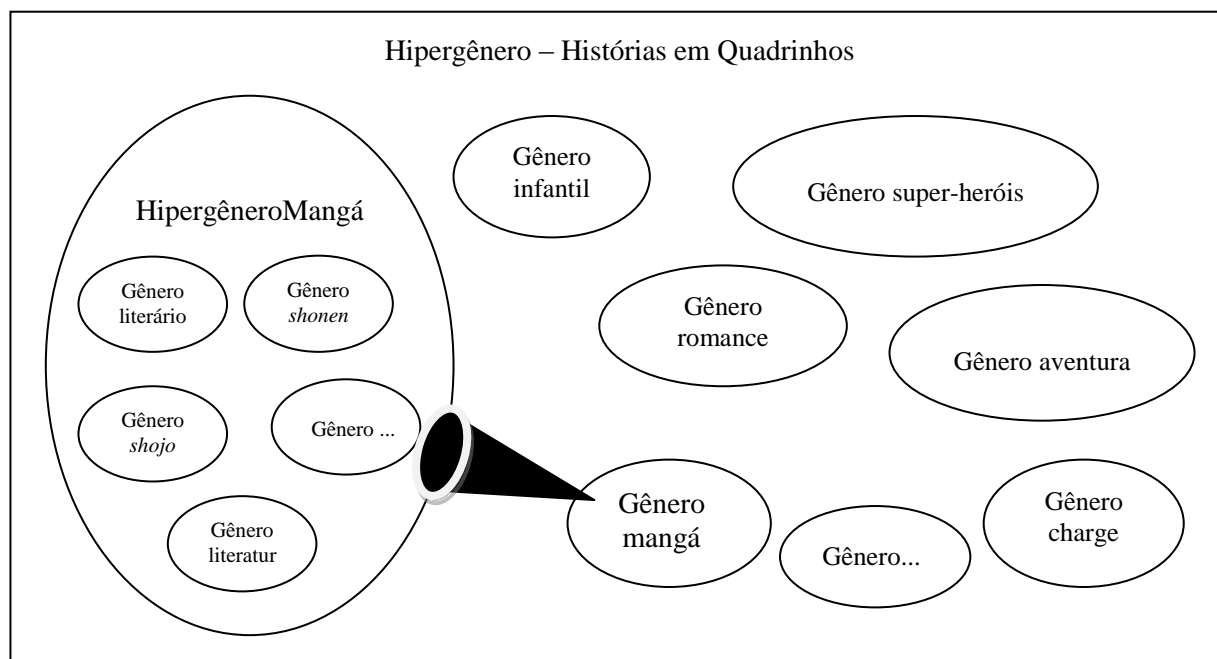 Hipergênero – Histórias em Quadrinhos
HipergêneroMangá
Gênero
literário
Gênero
shonen
Gênero
shojo
Gênero ...
Gênero
literatur
Gênero
infantil
Gênero super-heróis
Gênero
romance
Gênero aventura
Gênero
mangá
Gênero...
Gênero
charge